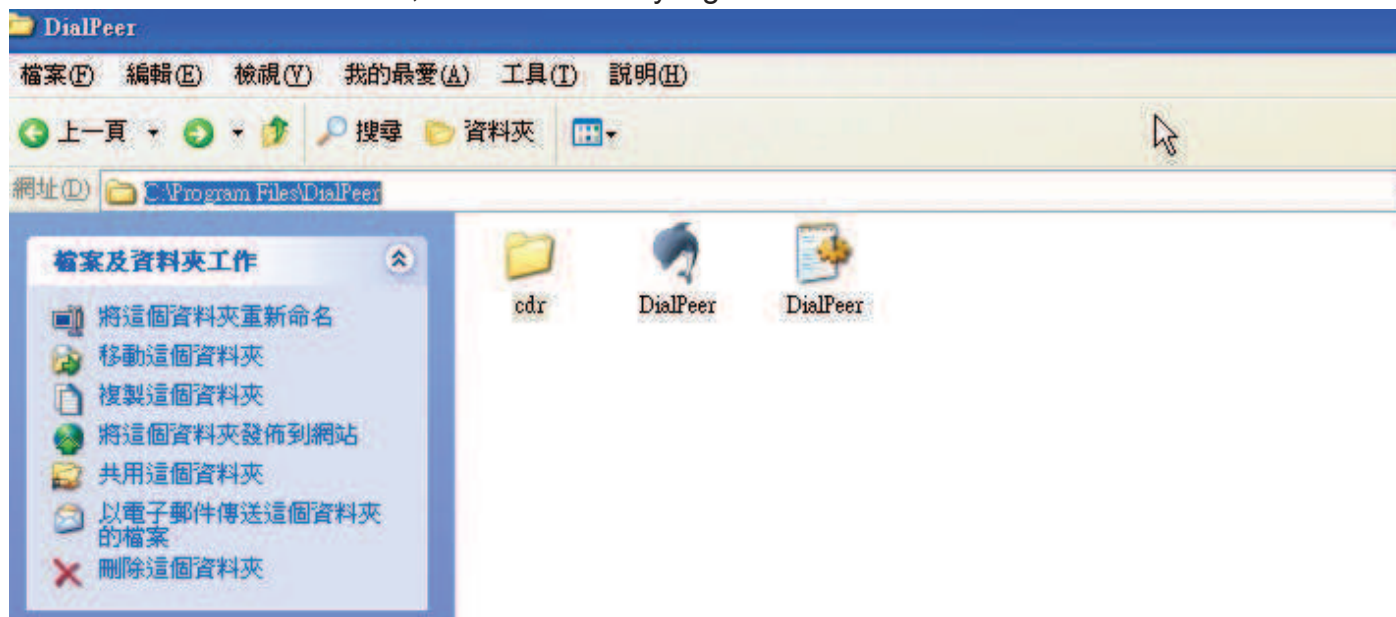 DialPeer
檔案(F) 編輯(E) 檢視(V) 我的最愛(A) 工具(T) 說明(H)
上一頁 搜尋 資料夾
網址(D) C:\Program Files\DialPeer
檔案及資料夾工作
將這個資料夾重新命名
移動這個資料夾
複製這個資料夾
將這個資料夾發佈到網站
共用這個資料夾
以電子郵件傳送這個資料夾
的檔案
刪除這個資料夾
cdr DialPeer DialPeer